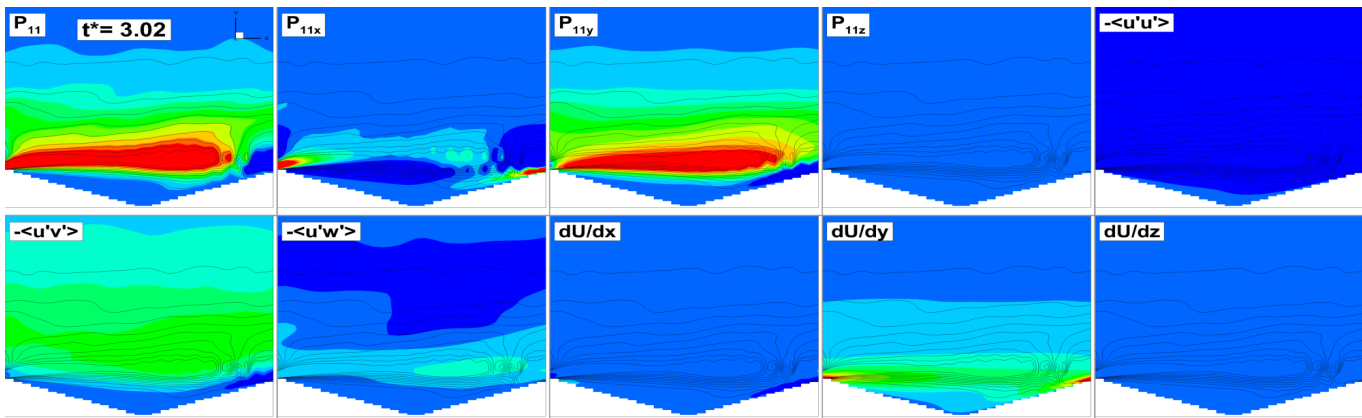 P11
t*= 3.02
Y
X
P11x
P11y
P11z
-<u'u'>
-<u'v'>
-<u'w'>
dU/dx
dU/dy
dU/dz